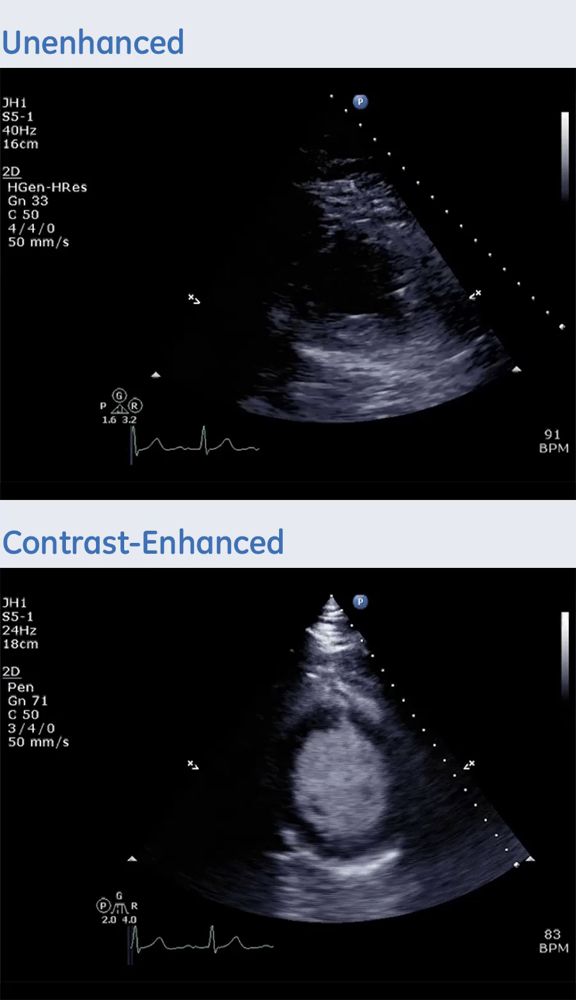 Unenhanced
P
JH1
S5-1
40Hz
16cm
2D
HGen-HRes
Gn 33
C 50
4/4/0
50 mm/s
G
P R
1.6 3.2
91
BPM
Contrast-Enhanced
P
JH1
S5-1
24Hz
18cm
2D
Pen
Gn 71
C 50
3/4/0
50 mm/s
G
P R
2.0 4.0
83
BPM